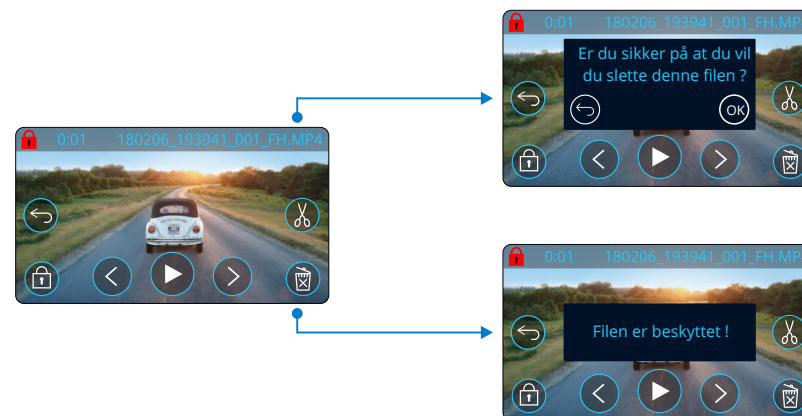 0:01 180206_193941_001_FH.MP4
0:01 180206_193941_001_FH.MP
Er du sikker på at du vil
du slette denne filen ?
OK
0:01 180206_193941_001_FH.MP
Filen er beskyttet !